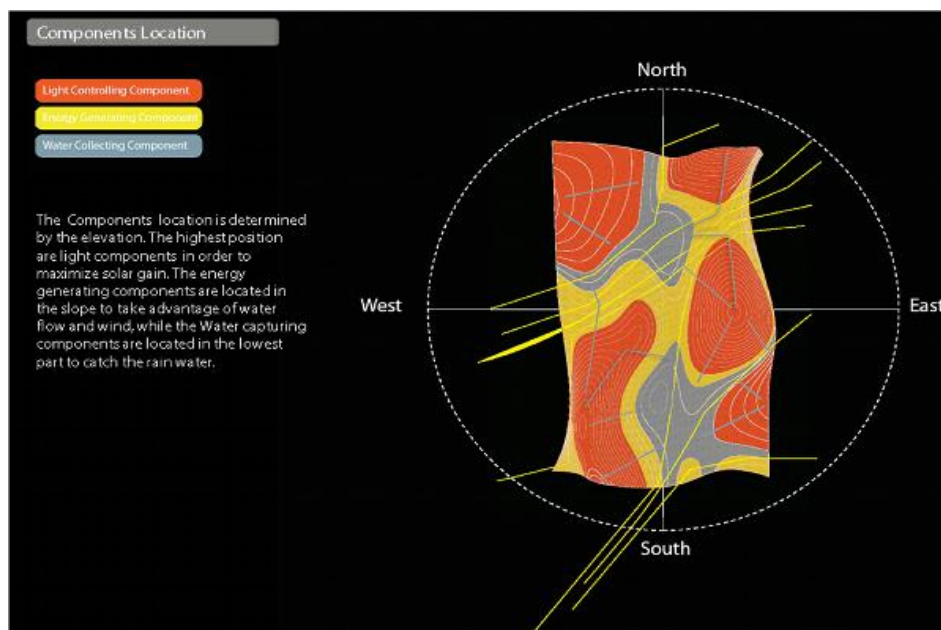 Components Location
Light Controlling Component
Energy Generating Component
Water Collecting Component
The Components location is determined
by the elevation. The highest position
are light components in order to
maximize solar gain. The energy
generating components are located in
the slope to take advantage of water
flow and wind, while the Water capturing
components are located in the lowest
part to catch the rain water.
North
West
East
South